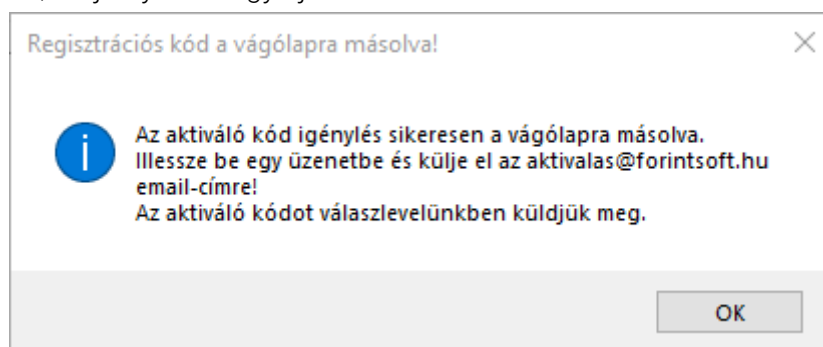 Regisztrációs kód a vágólapra másolva!
Az aktiváló kód igénylés sikeresen a vágólapra másolva.
Illessze be egy üzenetbe és külje el az aktivalas@forintsoft.hu
email-címre!
Az aktiváló kódot válaszlevelünkben küldjük meg.
OK